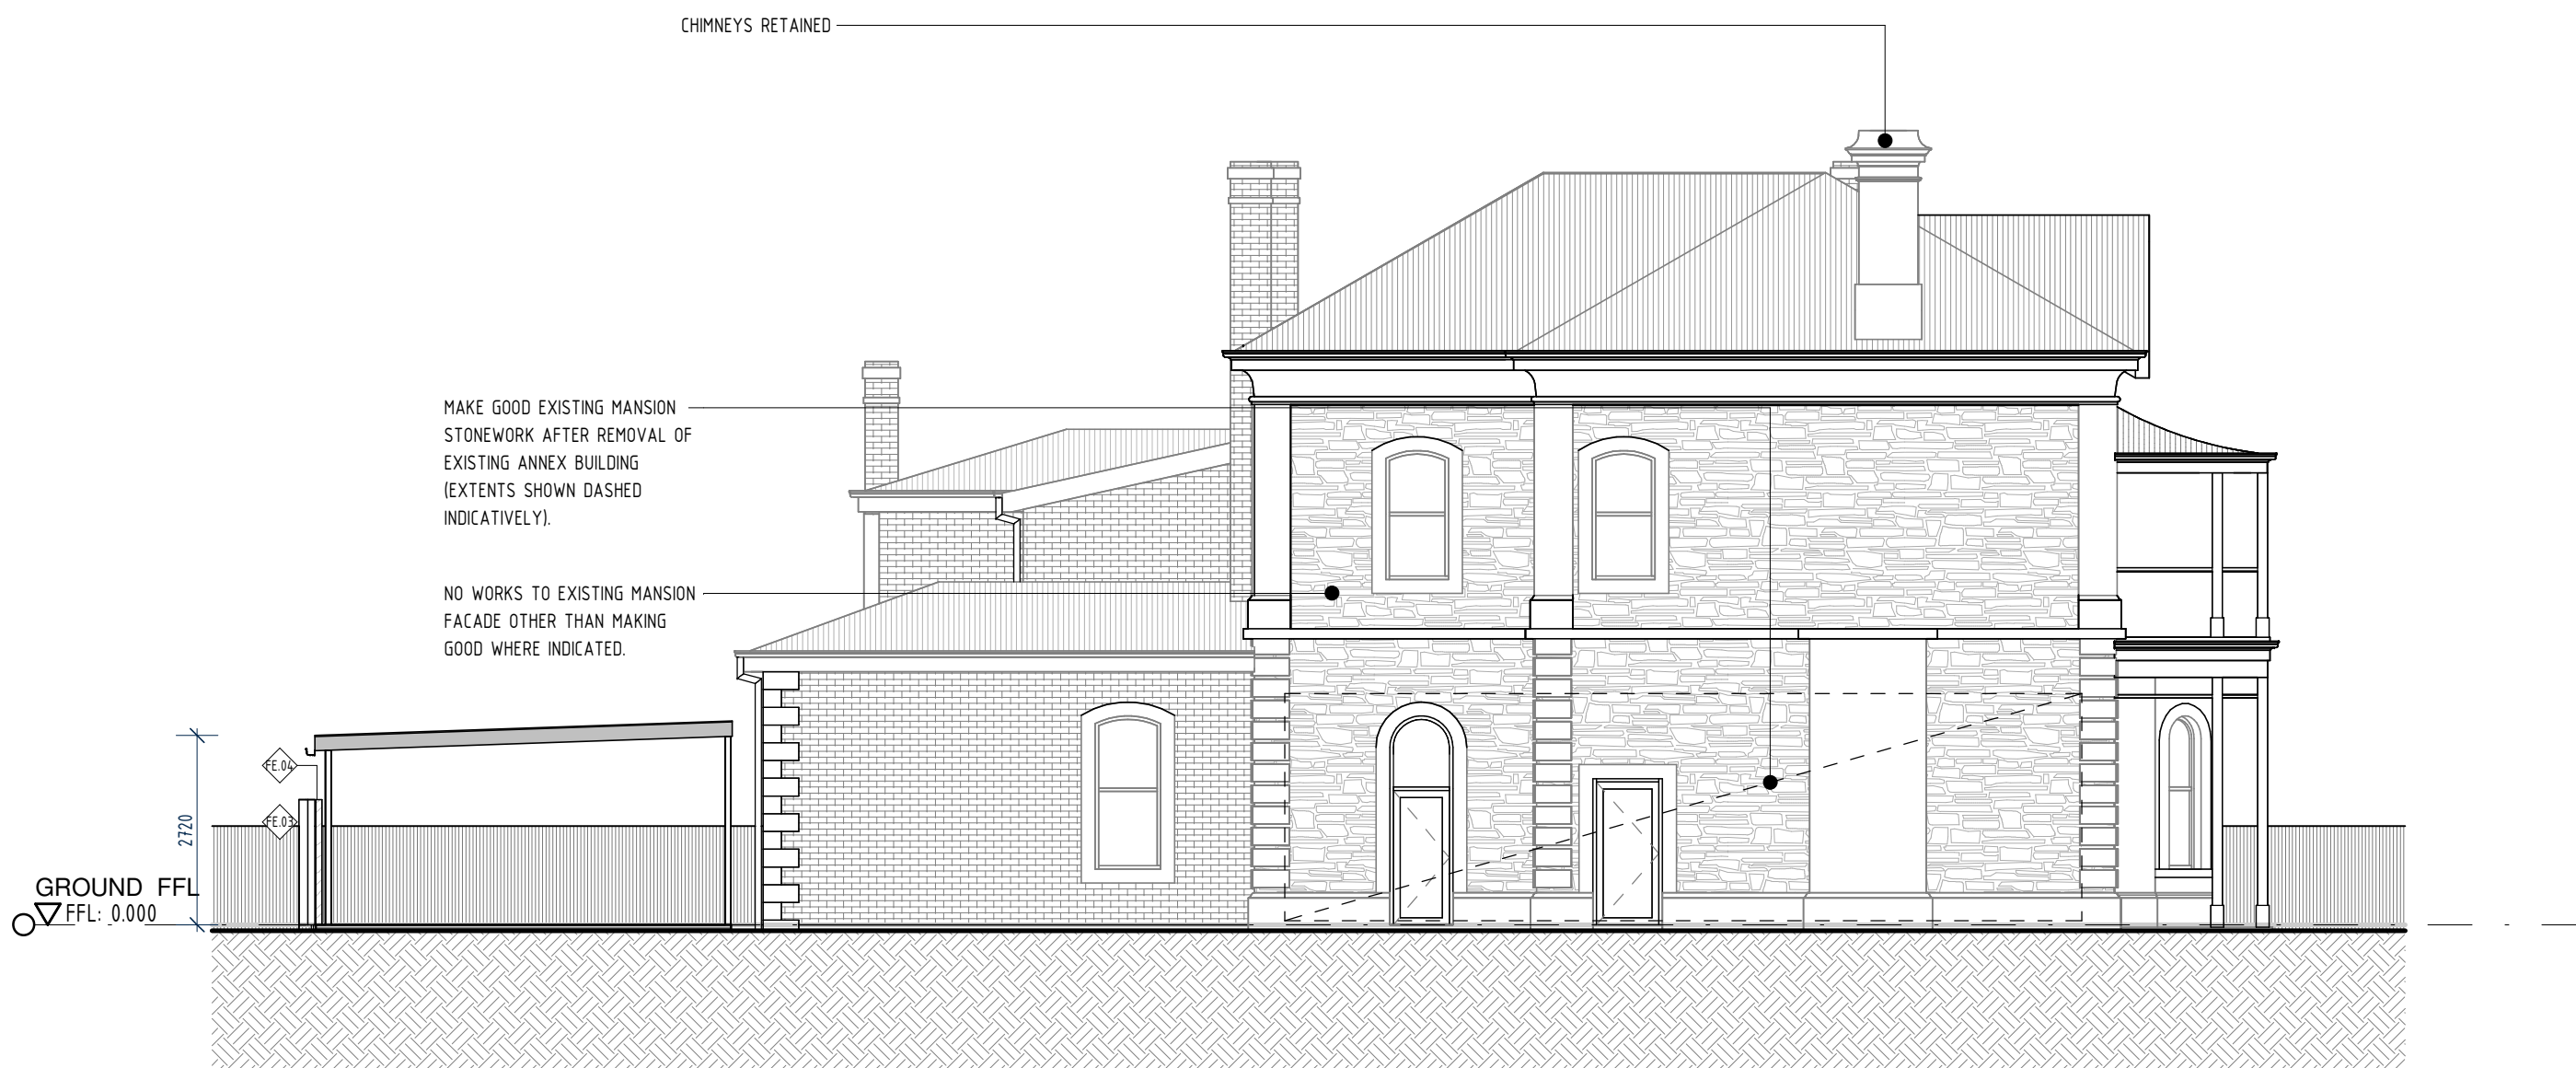 CHIMNEYS RETAINED
MAKE GOOD EXISTING MANSION
STONEWORK AFTER REMOVAL OF
EXISTING ANNEX BUILDING
(EXTENTS SHOWN DASHED
INDICATIVELY).
NO WORKS TO EXISTING MANSION
FACADE OTHER THAN MAKING
GOOD WHERE INDICATED.
FE.04
FE.03
2720
GROUND FFL
FFL: 0.000